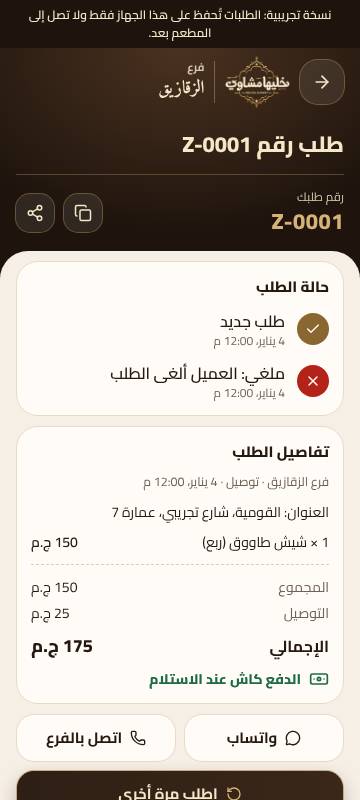 نسخة تجريبية: الطلبات تُحفظ على هذا الجهاز فقط ولا تصل إلى
المطعم بعد.
خليها مشاوي
فرع
الزقازيق
طلب رقم Z-0001
رقم طلبك
Z-0001
حالة الطلب
طلب جديد
4 يناير، 12:00 م
ملغي: العميل ألغى الطلب
4 يناير، 12:00 م
تفاصيل الطلب
فرع الزقازيق · توصيل · 4 يناير، 12:00 م
العنوان: القومية، شارع تجريبي، عمارة 7
1 × شيش طاووق (ربع) 150 ج.م
المجموع 150 ج.م
التوصيل 25 ج.م
الإجمالي 175 ج.م
الدفع كاش عند الاستلام
واتساب
اتصل بالفرع
اطلب مرة أخرى